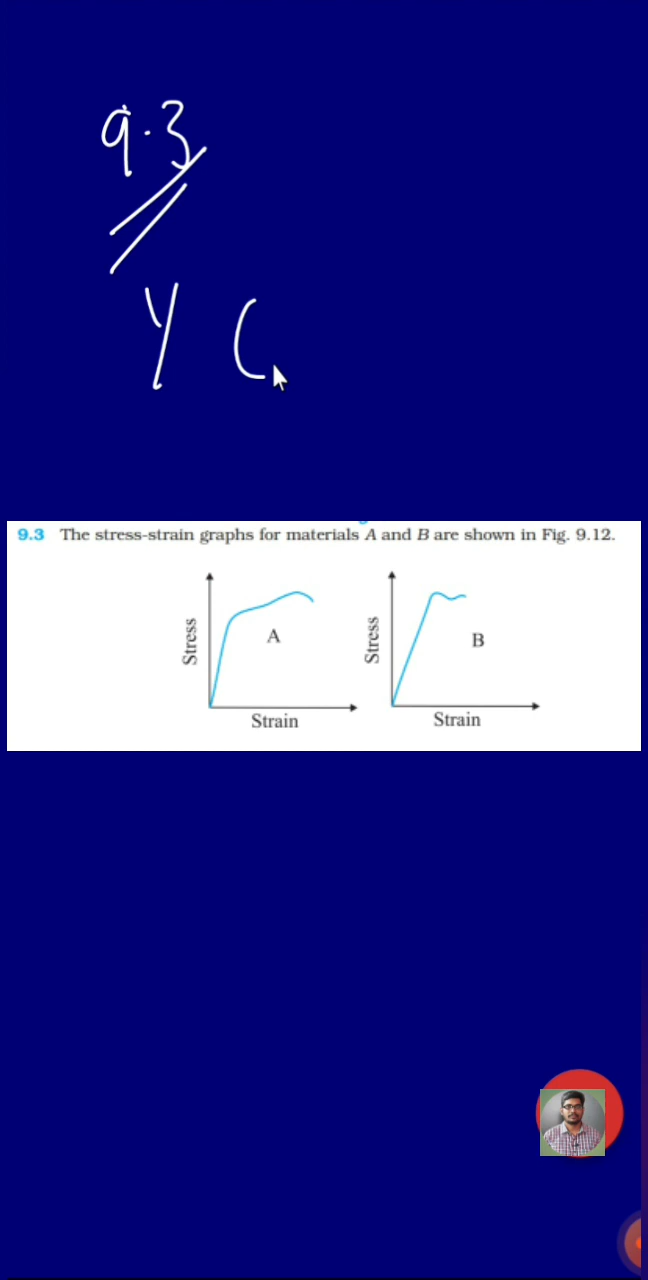 9.3
Y (
9.3 The stress-strain graphs for materials A and B are shown in Fig. 9.12.
Stress
A
Strain
Stress
B
Strain